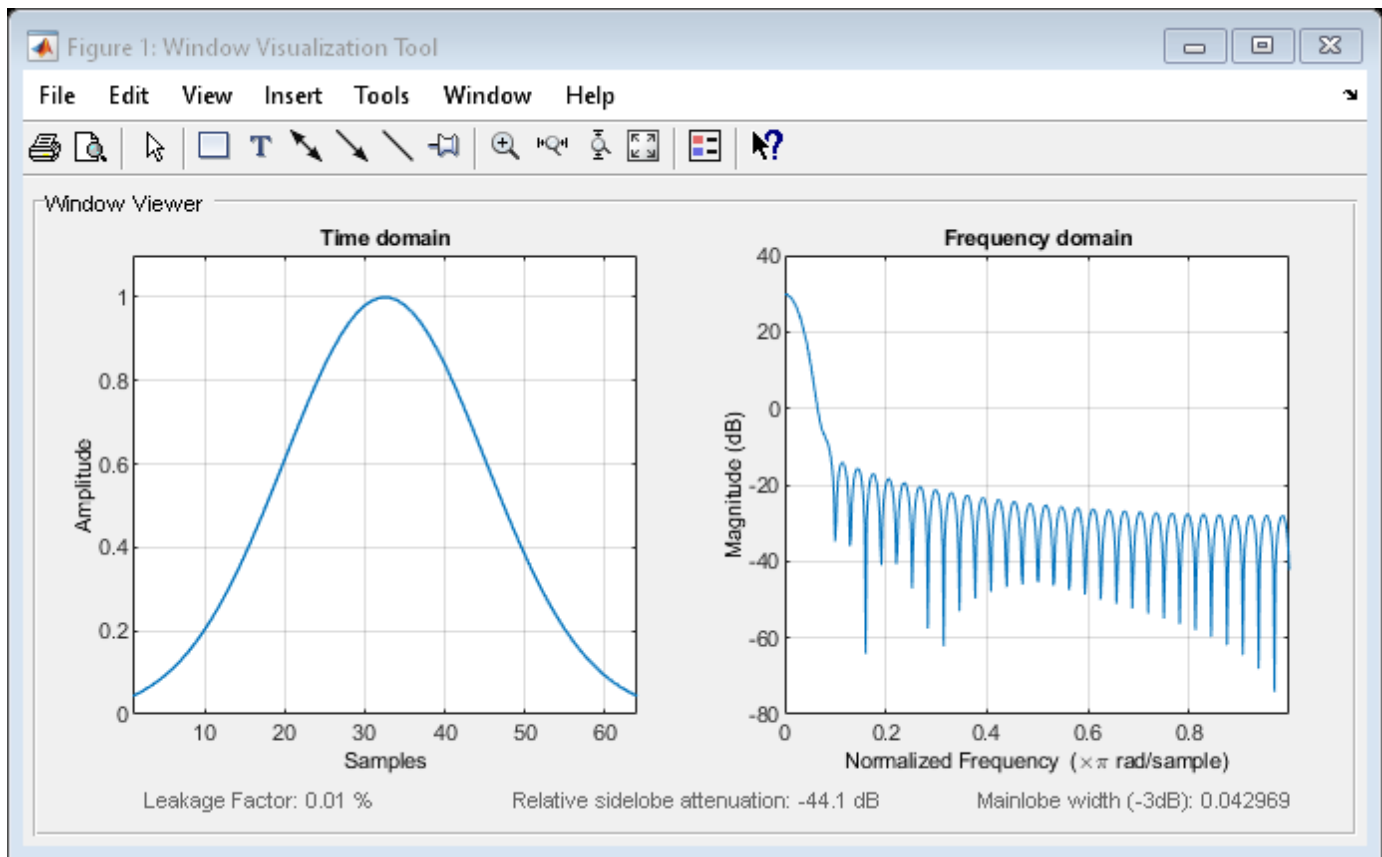 Figure 1: Window Visualization Tool
File Edit View Insert Tools Window Help
T
?
Window Viewer
Time domain
1
0.8
0.6
0.4
0.2
0
Amplitude
10 20 30 40 50 60
Samples
Frequency domain
40
20
0
-20
-40
-60
-80
Magnitude (dB)
0 0.2 0.4 0.6 0.8
Normalized Frequency (×π rad/sample)
Leakage Factor: 0.01 % Relative sidelobe attenuation: -44.1 dB Mainlobe width (-3dB): 0.042969